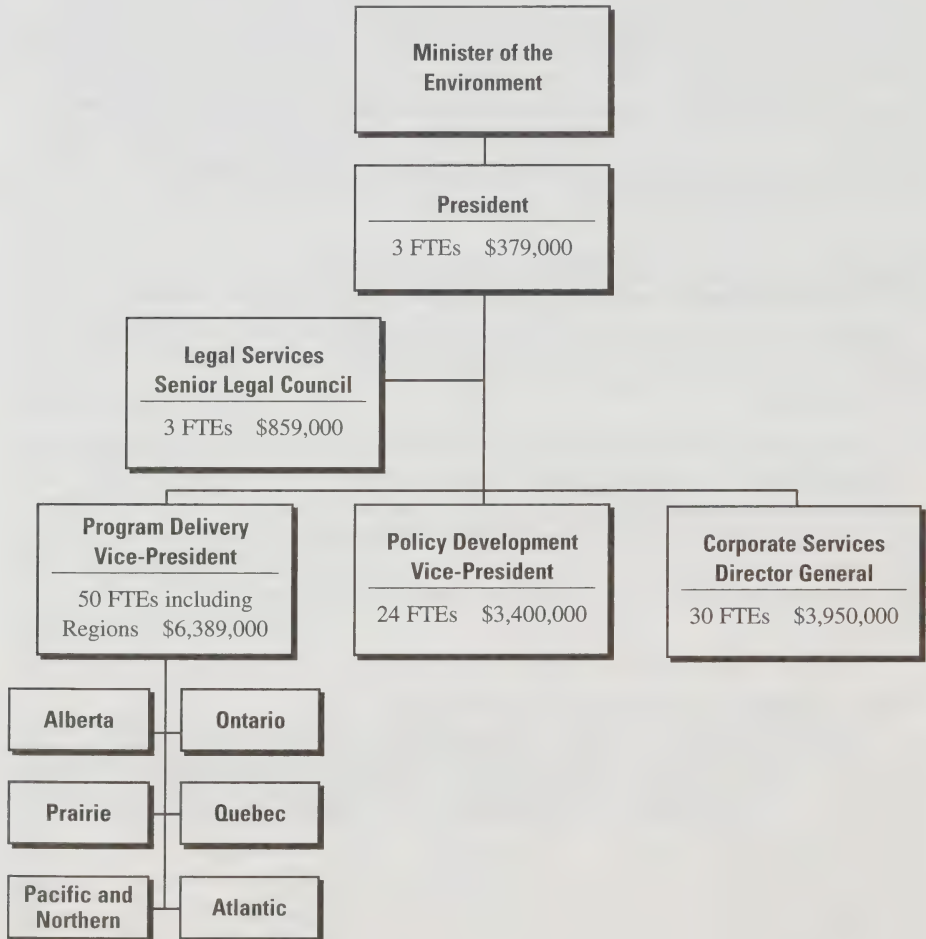 Minister of the
Environment
President
3 FTEs $379,000
Legal Services
Senior Legal Council
3 FTEs $859,000
Program Delivery
Vice-President
50 FTEs including
Regions $6,389,000
Policy Development
Vice-President
24 FTEs $3,400,000
Corporate Services
Director General
30 FTEs $3,950,000
Alberta
Ontario
Prairie
Quebec
Pacific and
Northern
Atlantic